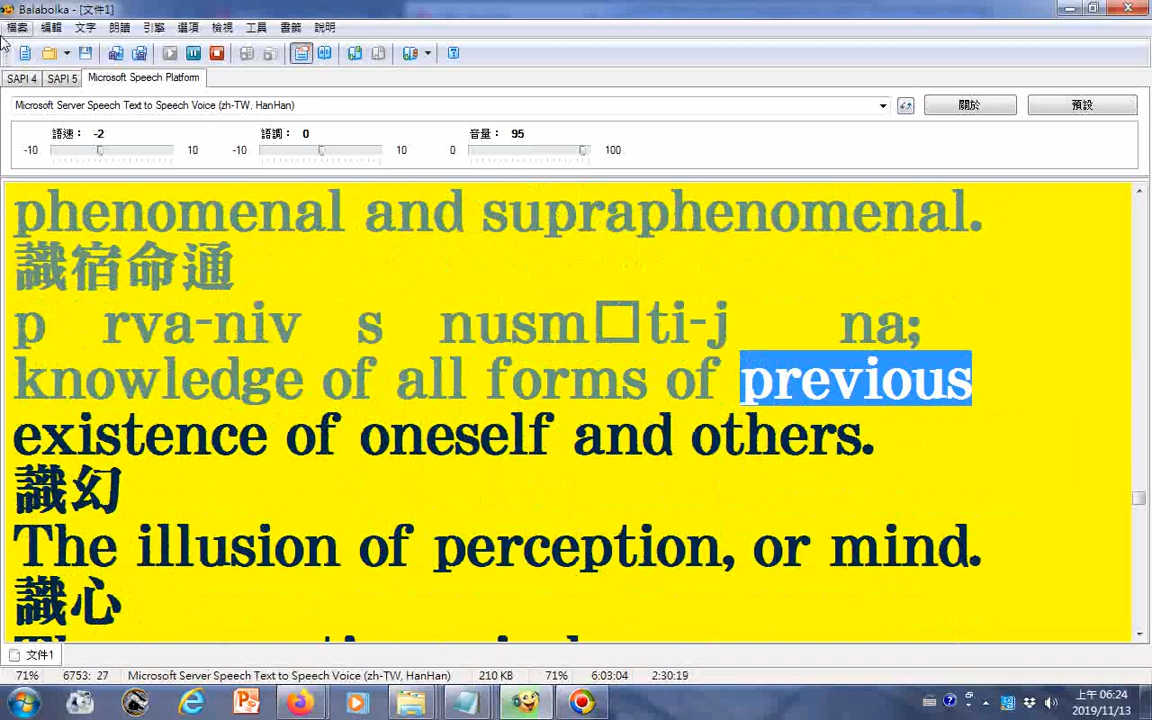 Balabolka - [文件1]
檔案 編輯 文字 朗讀 引擎 選項 檢視 工具 書籤 說明
SAPI 4 SAPI 5 Microsoft Speech Platform
Microsoft Server Speech Text to Speech Voice (zh-TW, HanHan) 關於 預設
語速： -2 語調： 0 音量： 95
-10 10 -10 10 0 100
phenomenal and supraphenomenal.
識宿命通
p rva-niv s nusm□ti-j na;
knowledge of all forms of previous
existence of oneself and others.
識幻
The illusion of perception, or mind.
識心
文件1
71% 6753: 27 Microsoft Server Speech Text to Speech Voice (zh-TW, HanHan) 210 KB 71% 6:03:04 2:30:19
上午 06:24
2019/11/13